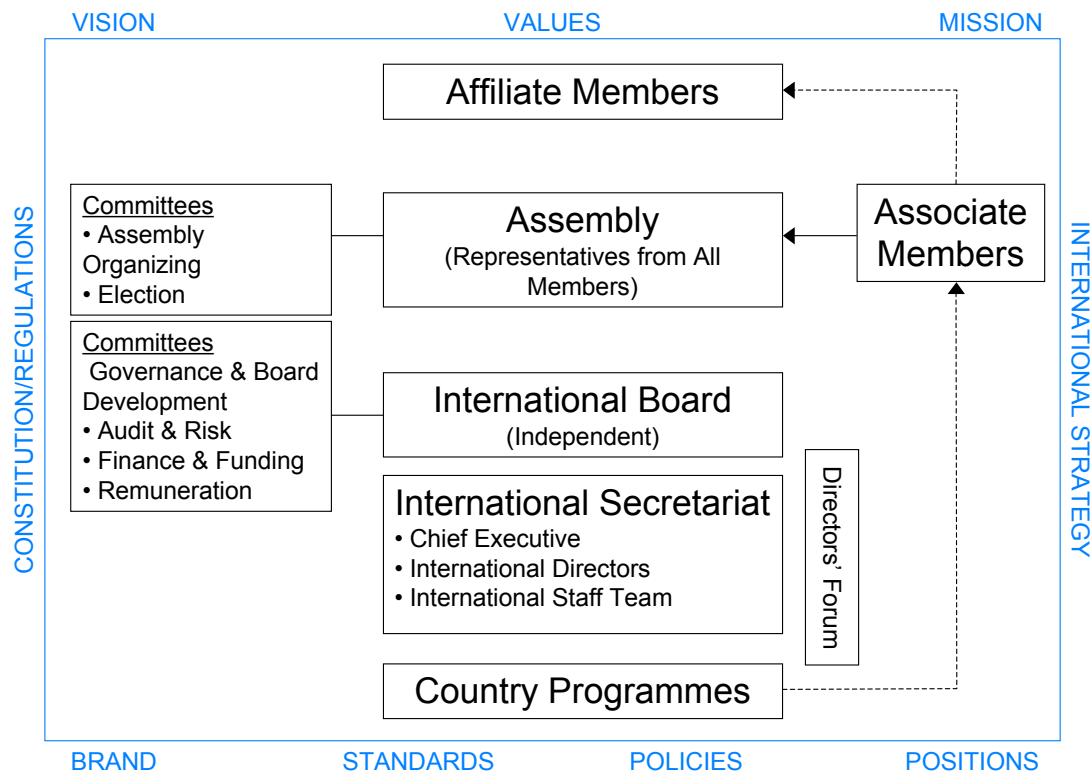 VISION
VALUES
MISSION
Affiliate Members
Committees
• Assembly
Organizing
• Election
Assembly
(Representatives from All
Members)
Associate
Members
CONSTITUTION/REGULATIONS
INTERNATIONAL STRATEGY
Committees
Governance & Board
Development
• Audit & Risk
• Finance & Funding
• Remuneration
International Board
(Independent)
International Secretariat
• Chief Executive
• International Directors
• International Staff Team
Directors’ Forum
Country Programmes
BRAND
STANDARDS
POLICIES
POSITIONS